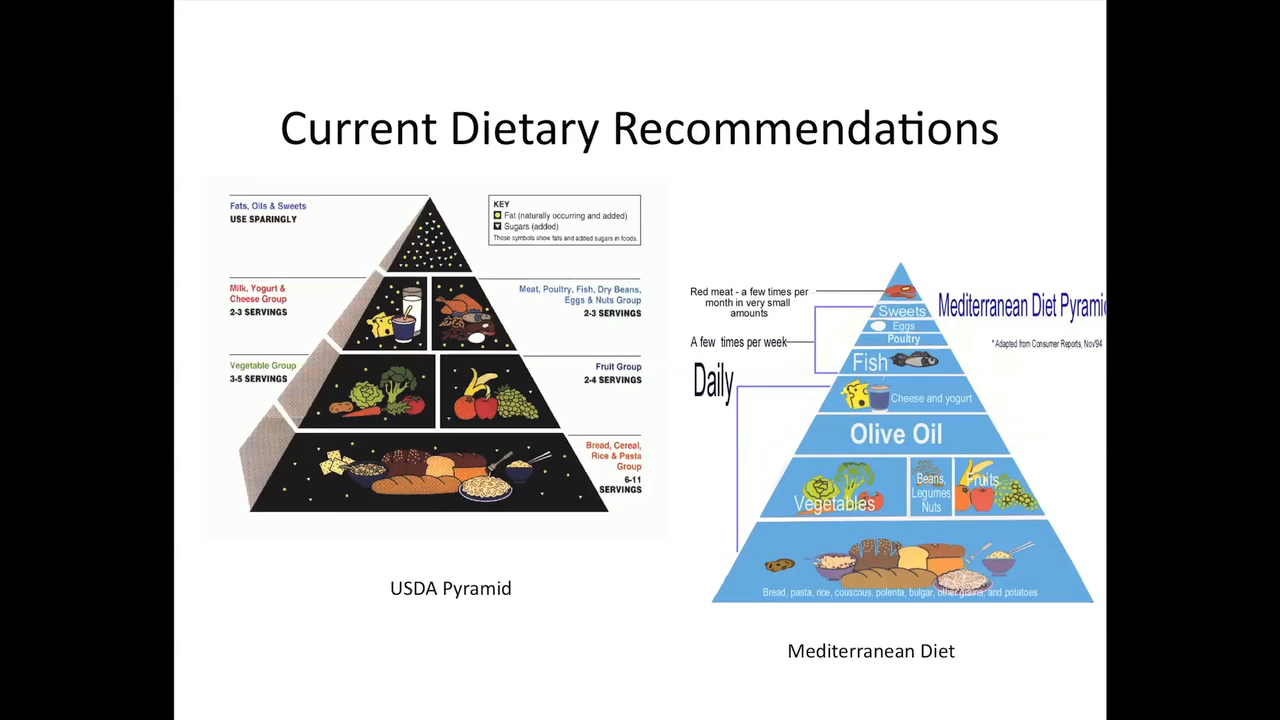 Current Dietary Recommendations
Fats, Oils & Sweets
USE SPARINGLY
KEY
Fat (naturally occurring and added)
Sugars (added)
These symbols show fats and added sugars in foods.
Milk, Yogurt &
Cheese Group
2-3 SERVINGS
Meat, Poultry, Fish, Dry Beans,
Eggs & Nuts Group
2-3 SERVINGS
Vegetable Group
3-5 SERVINGS
Fruit Group
2-4 SERVINGS
Bread, Cereal,
Rice & Pasta
Group
6-11
SERVINGS
USDA Pyramid
Red meat - a few times per
month in very small
amounts
Mediterranean Diet Pyramid
* Adapted from Consumer Reports, Nov94
A few times per week
Daily
Sweets
Eggs
Poultry
Fish
Cheese and yogurt
Olive Oil
Vegetables
Beans,
Legumes
Nuts
Fruits
Bread, pasta, rice, couscous, polenta, bulgar, other grains, and potatoes
Mediterranean Diet